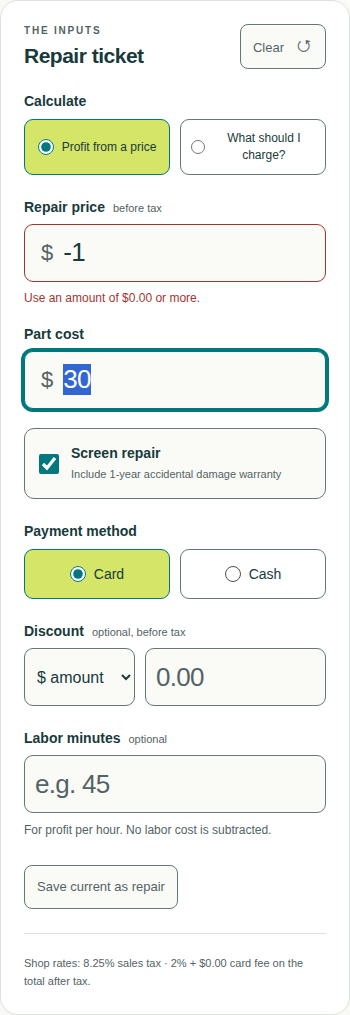 THE INPUTS
Repair ticket
Clear
Calculate
Profit from a price
What should I
charge?
Repair price before tax
$ -1
Use an amount of $0.00 or more.
Part cost
$ 30
Screen repair
Include 1-year accidental damage warranty
Payment method
Card
Cash
Discount optional, before tax
$ amount
0.00
Labor minutes optional
e.g. 45
For profit per hour. No labor cost is subtracted.
Save current as repair
Shop rates: 8.25% sales tax · 2% + $0.00 card fee on the
total after tax.